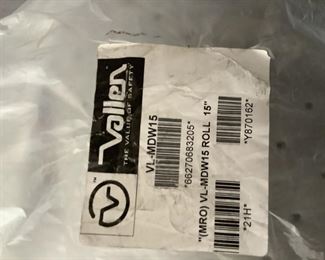 vallen
THE VALUE OF SAFETY
VL-MDW15
*66270683205*
"(MRO) VL-MDW15 ROLL 15"
*21H*
*Y870162*